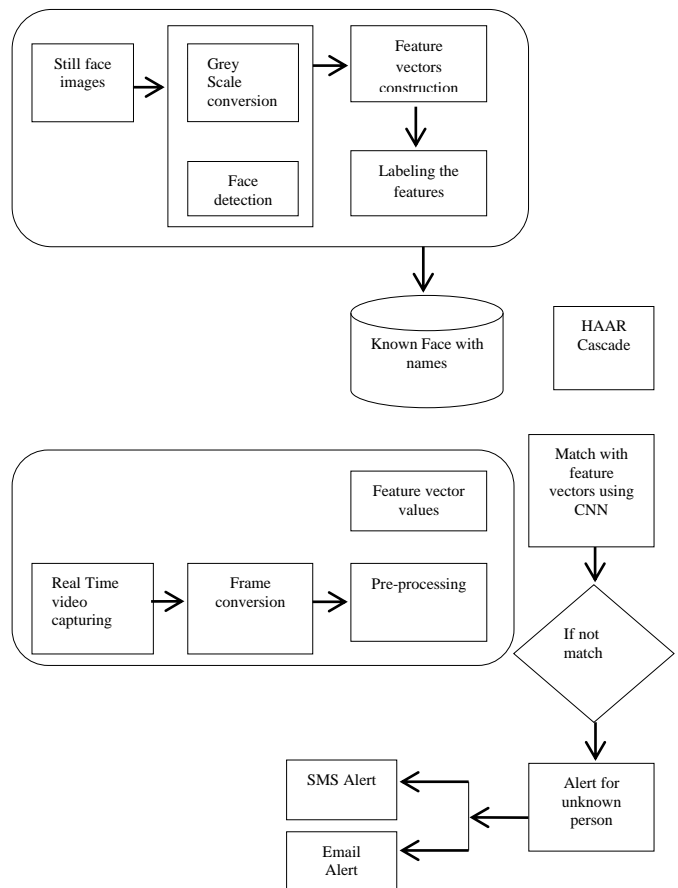 Still face
images
Grey
Scale
conversion
Face
detection
Feature
vectors
construction
Labeling the
features
Known Face with
names
HAAR
Cascade
Match with
feature
vectors using
CNN
Feature vector
values
Real Time
video
capturing
Frame
conversion
Pre-processing
If not
match
Alert for
unknown
person
SMS Alert
Email
Alert